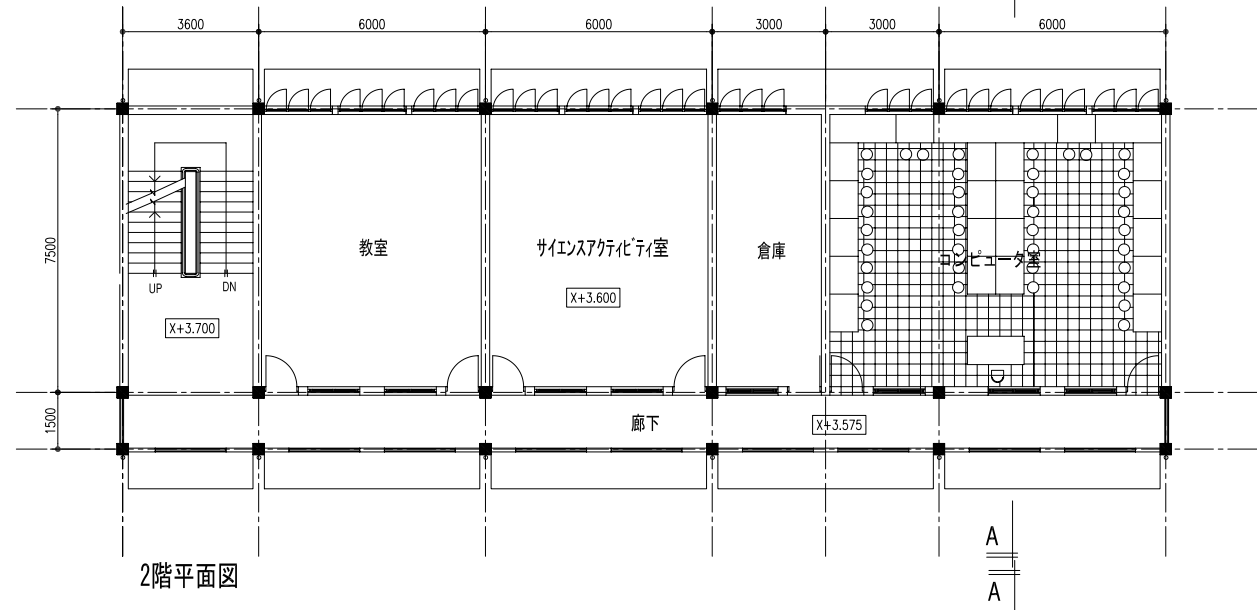 3600
6000
6000
3000
3000
6000
7500
教室
サイエンスアクティビティ室
倉庫
コンピュータ室
UP
DN
X+3.600
X+3.700
1500
廊下
X+3.575
A
2階平面図
A